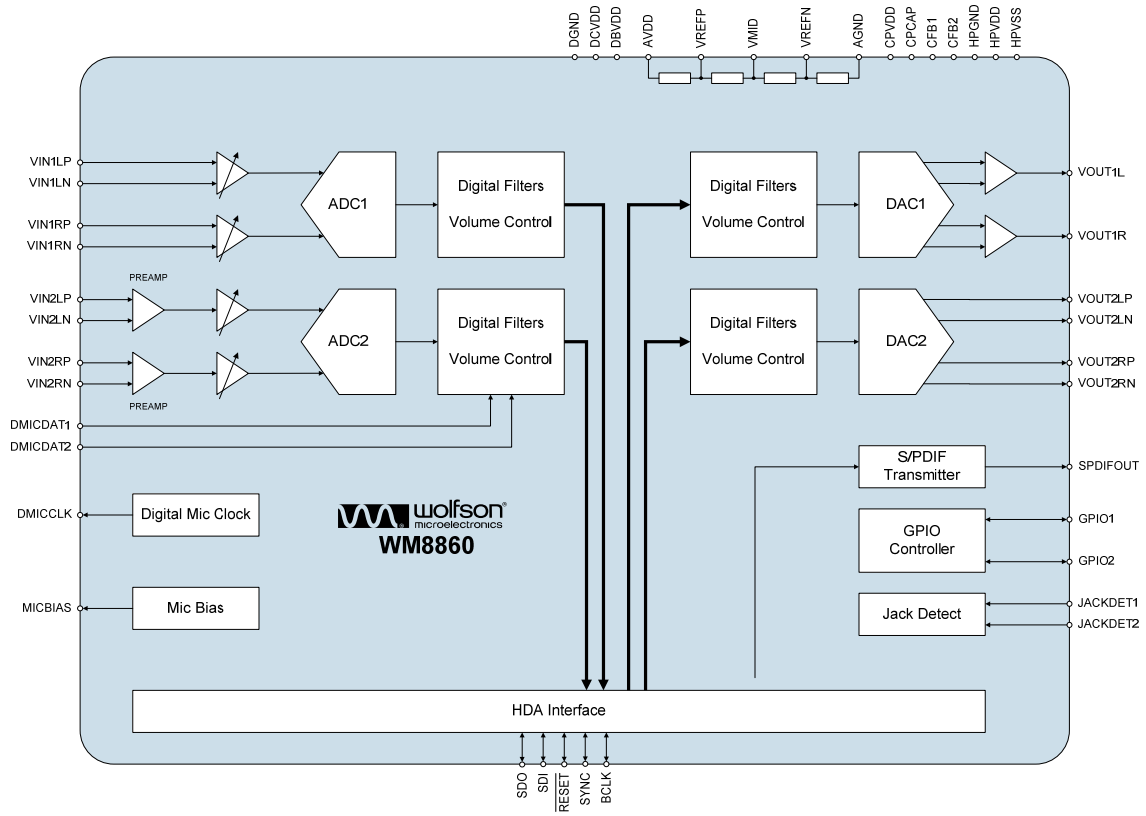 DGND
DCVDD
DBVDD
AVDD
VREFP
VMID
VREFN
AGND
CPVDD
CPCAP
CFB1
CFB2
HPGND
HPVDD
HPVSS
VIN1LP
VIN1LN
VIN1RP
VIN1RN
ADC1
Digital Filters
Volume Control
Digital Filters
Volume Control
DAC1
VOUT1L
VOUT1R
PREAMP
VIN2LP
VIN2LN
VIN2RP
VIN2RN
PREAMP
ADC2
Digital Filters
Volume Control
Digital Filters
Volume Control
DAC2
VOUT2LP
VOUT2LN
VOUT2RP
VOUT2RN
DMICDAT1
DMICDAT2
S/PDIF
Transmitter
SPDIFOUT
DMICCLK
Digital Mic Clock
wolfson®
microelectronics
WM8860
GPIO
Controller
GPIO1
GPIO2
MICBIAS
Mic Bias
Jack Detect
JACKDET1
JACKDET2
HDA Interface
SDO
SDI
RESET
SYNC
BCLK